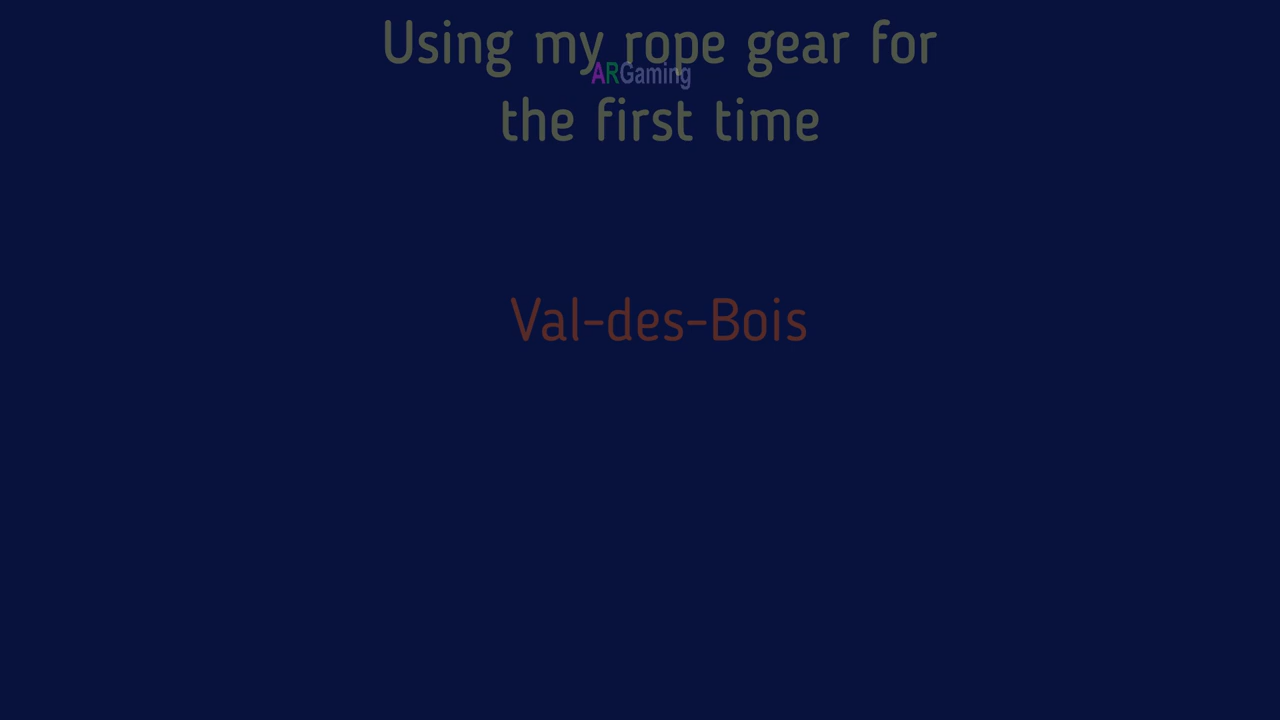 Using my rope gear for
ARGaming
the first time
Val-des-Bois